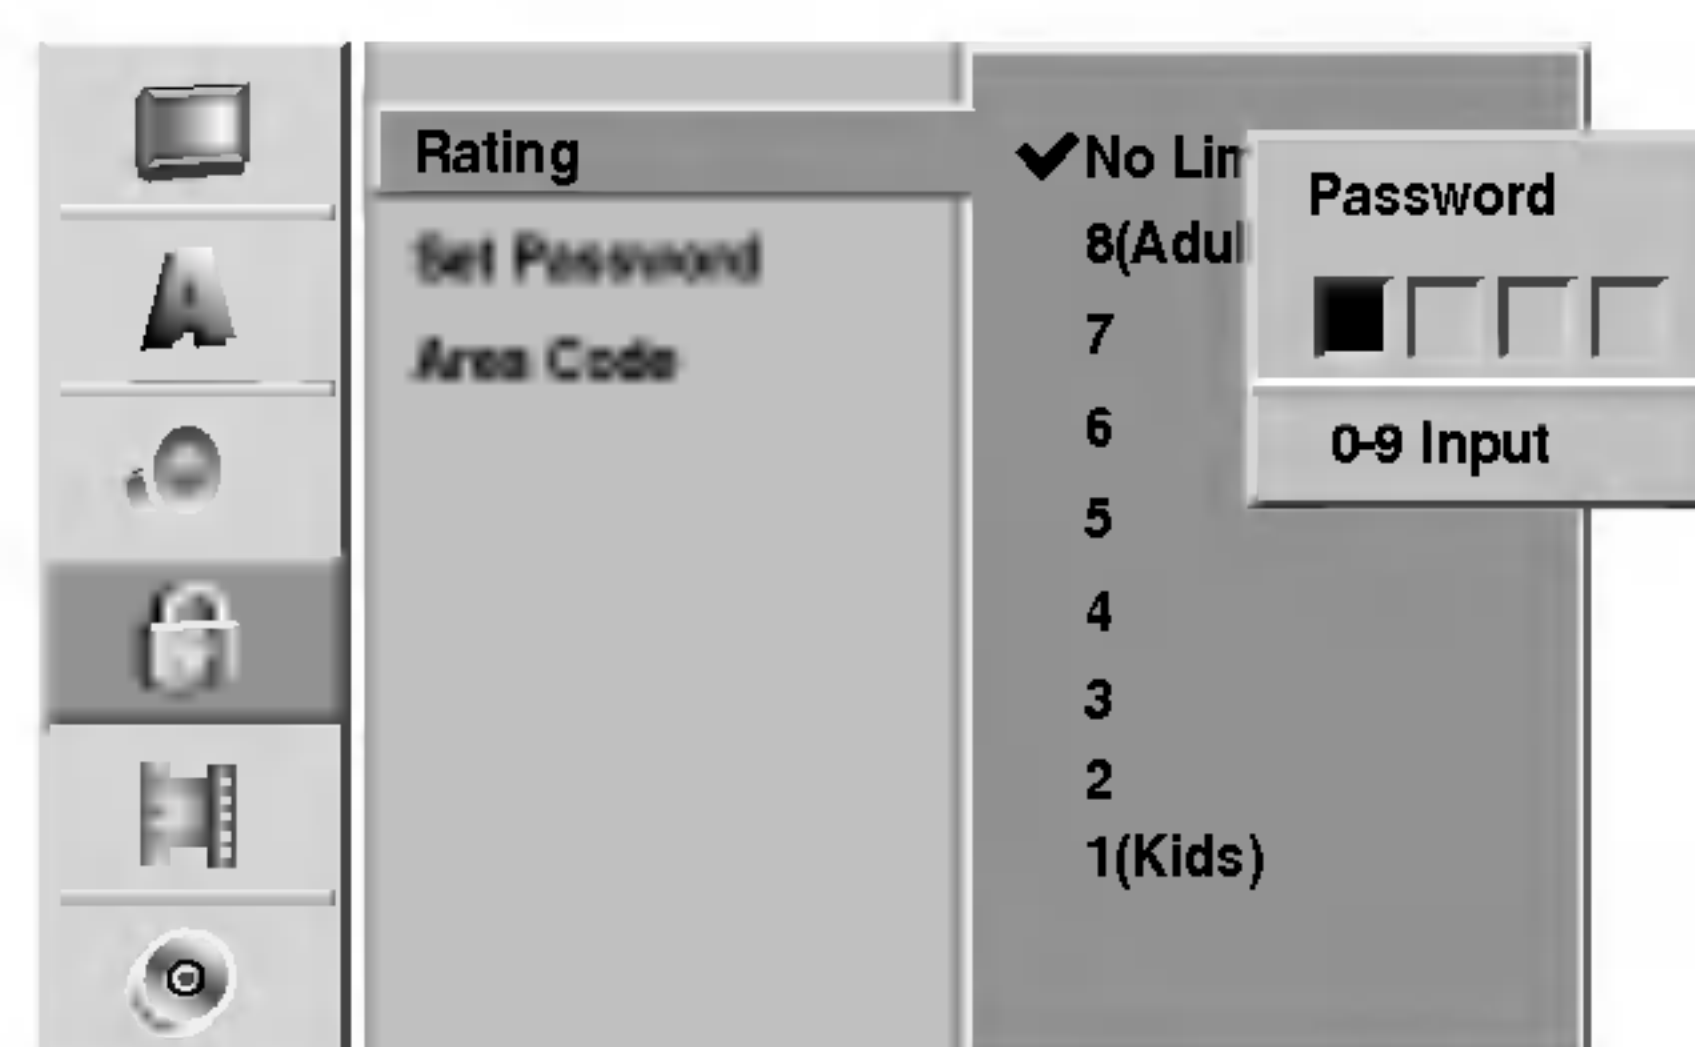 Rating
Set Password
Area Code
No Lim
8(Adul
7
6
5
4
3
2
1(Kids)
Password
0-9 Input